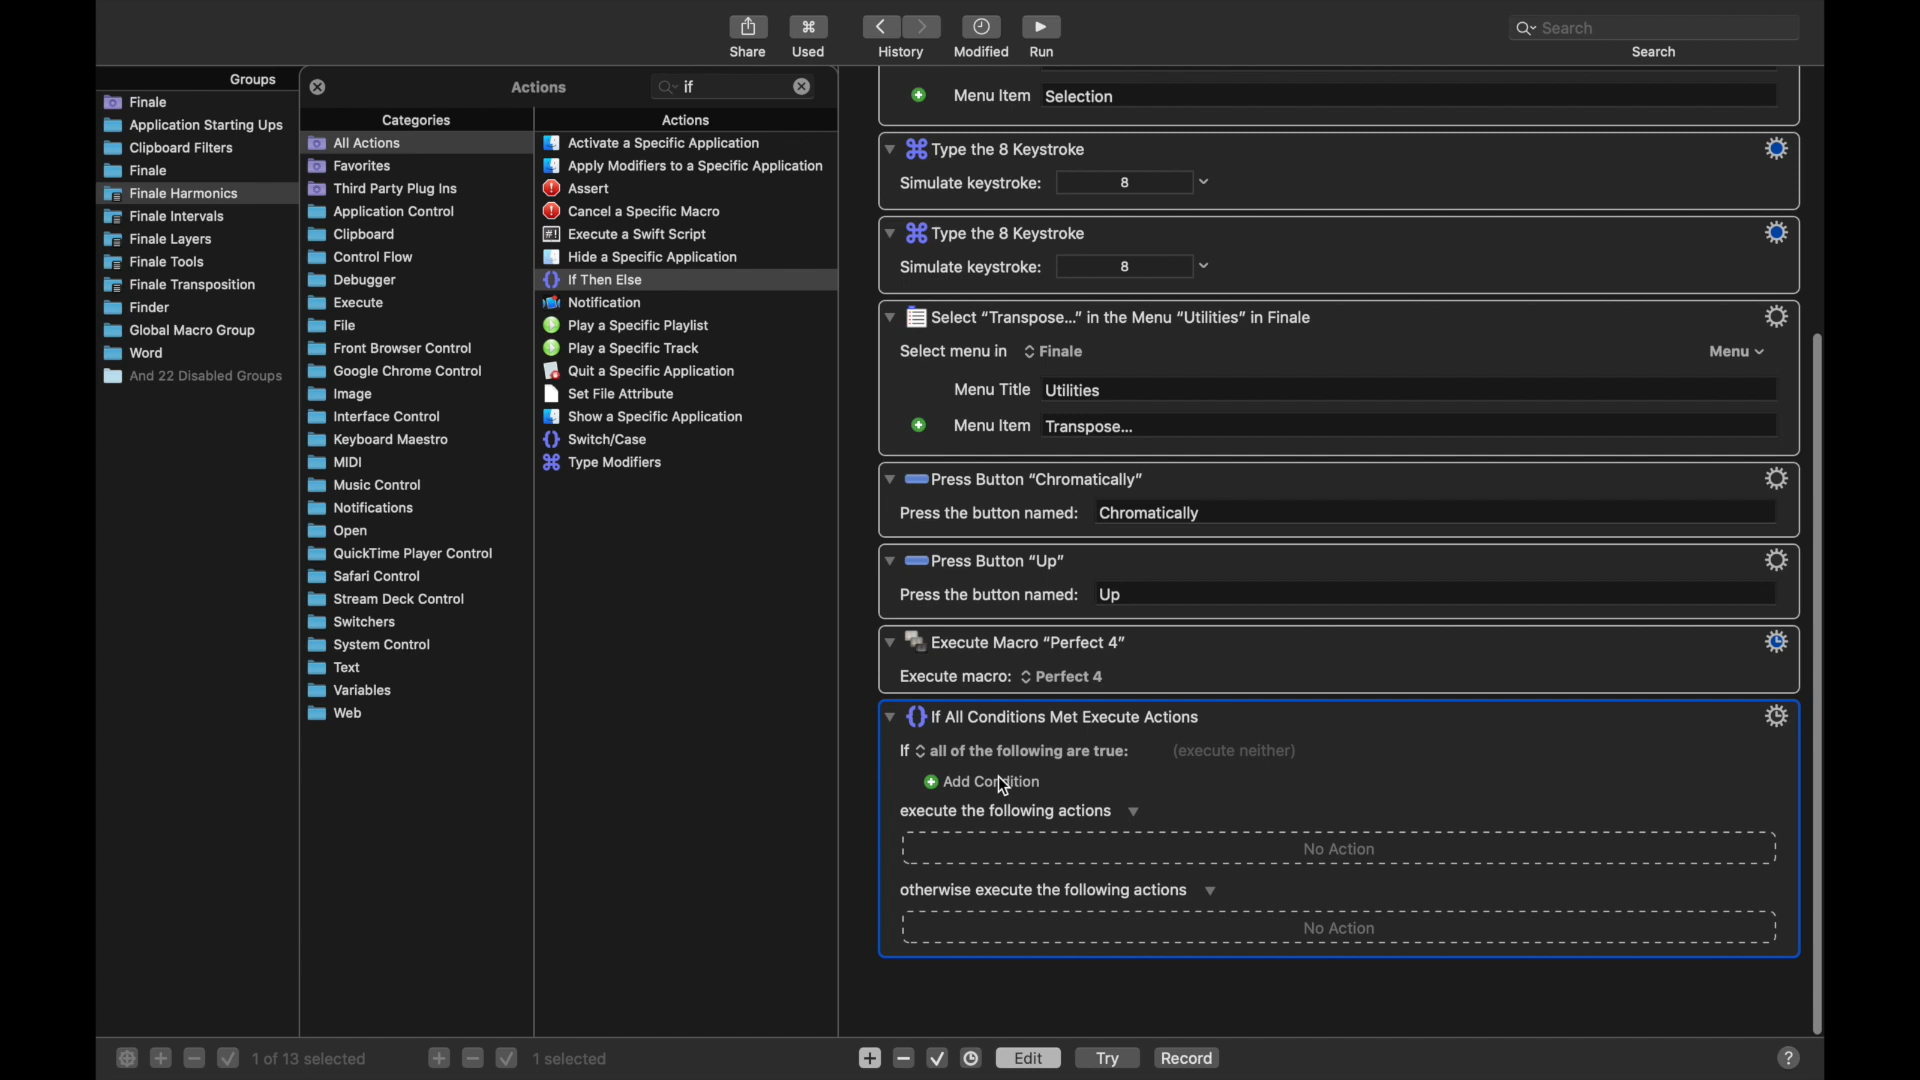 Share
Used
History
Modified
Run
Search
Search
Groups
Finale
Application Starting Ups
Clipboard Filters
Finale
Finale Harmonics
Finale Intervals
Finale Layers
Finale Tools
Finale Transposition
Finder
Global Macro Group
Word
And 22 Disabled Groups
Actions
if
Categories
All Actions
Favorites
Third Party Plug Ins
Application Control
Clipboard
Control Flow
Debugger
Execute
File
Front Browser Control
Google Chrome Control
Image
Interface Control
Keyboard Maestro
MIDI
Music Control
Notifications
Open
QuickTime Player Control
Safari Control
Stream Deck Control
Switchers
System Control
Text
Variables
Web
Actions
Activate a Specific Application
Apply Modifiers to a Specific Application
Assert
Cancel a Specific Macro
Execute a Swift Script
Hide a Specific Application
If Then Else
Notification
Play a Specific Playlist
Play a Specific Track
Quit a Specific Application
Set File Attribute
Show a Specific Application
Switch/Case
Type Modifiers
Menu Item Selection
Type the 8 Keystroke
Simulate keystroke: 8
Type the 8 Keystroke
Simulate keystroke: 8
Select “Transpose...” in the Menu “Utilities” in Finale
Select menu in Finale Menu
Menu Title Utilities
Menu Item Transpose...
Press Button “Chromatically”
Press the button named: Chromatically
Press Button “Up”
Press the button named: Up
Execute Macro “Perfect 4”
Execute macro: Perfect 4
If All Conditions Met Execute Actions
If all of the following are true: (execute neither)
Add Condition
execute the following actions
No Action
otherwise execute the following actions
No Action
1 of 13 selected
1 selected
Edit
Try
Record
?